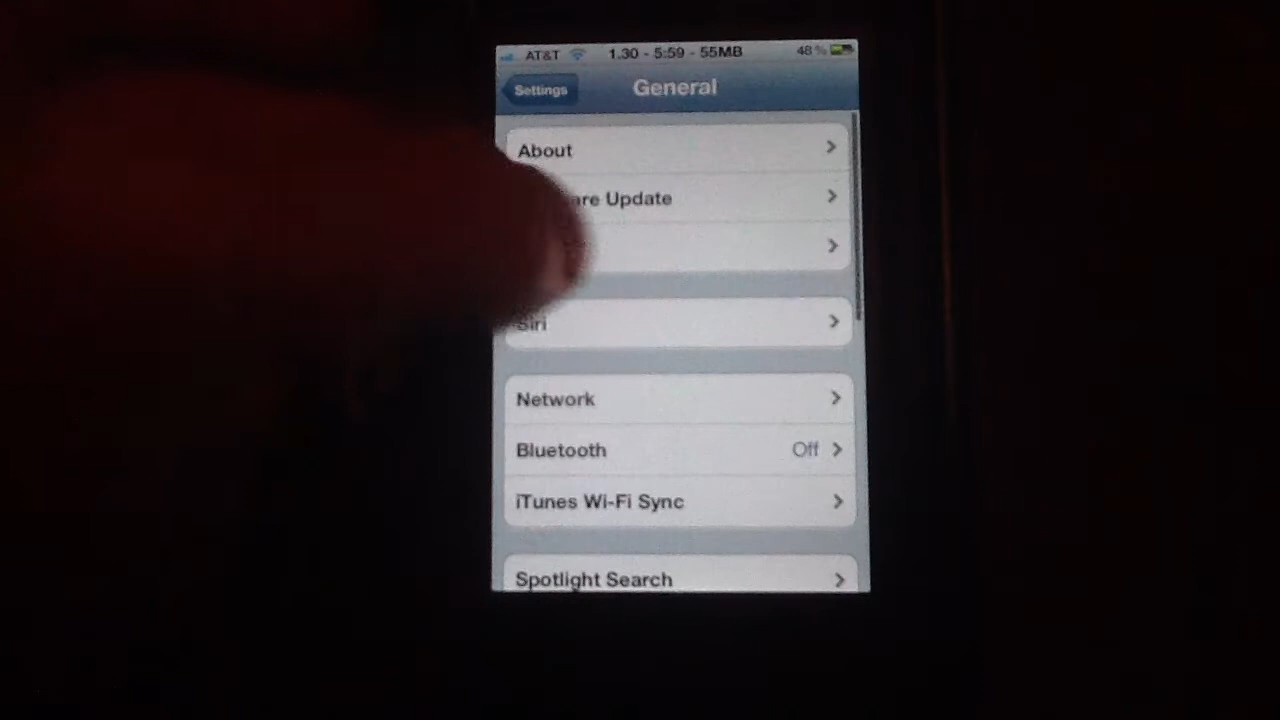 AT&T 1.30 - 5:59 - 55MB 48%
Settings General
About
are Update
Siri
Network
Bluetooth Off
iTunes Wi-Fi Sync
Spotlight Search